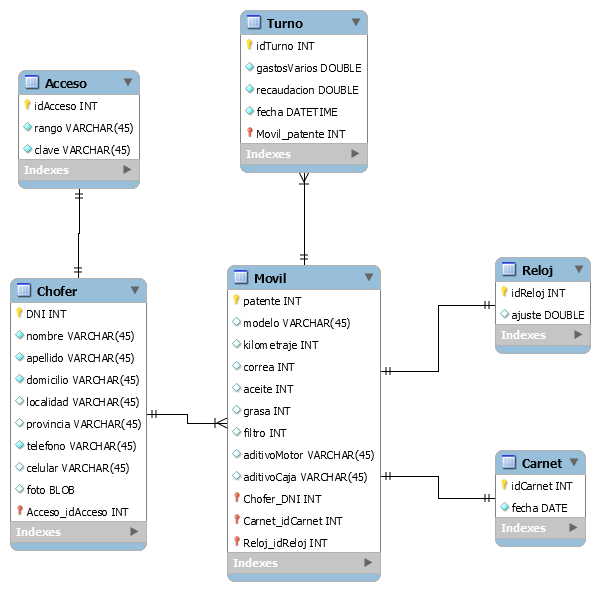 Turno
idTurno INT
gastosVarios DOUBLE
recaudacion DOUBLE
fecha DATETIME
Movil_patente INT
Indexes
Acceso
idAcceso INT
rango VARCHAR(45)
clave VARCHAR(45)
Indexes
Chofer
DNI INT
nombre VARCHAR(45)
apellido VARCHAR(45)
domicilio VARCHAR(45)
localidad VARCHAR(45)
provincia VARCHAR(45)
telefono VARCHAR(45)
celular VARCHAR(45)
foto BLOB
Acceso_idAcceso INT
Indexes
Movil
patente INT
modelo VARCHAR(45)
kilometraje INT
correa INT
aceite INT
grasa INT
filtro INT
aditivoMotor VARCHAR(45)
aditivoCaja VARCHAR(45)
Chofer_DNI INT
Carnet_idCarnet INT
Reloj_idReloj INT
Indexes
Reloj
idReloj INT
ajuste DOUBLE
Indexes
Carnet
idCarnet INT
fecha DATE
Indexes